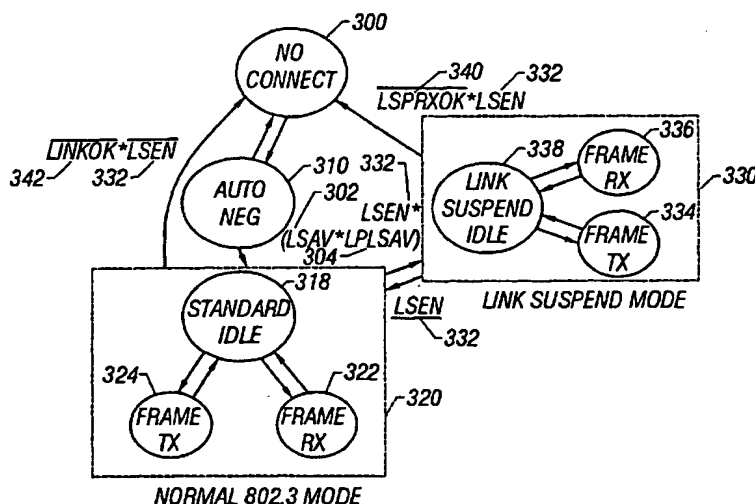 300
NO
CONNECT
340
332
LSPRXOK*LSEN
LINKOK*LSEN
342
332
310
302
AUTO
NEG
332
LSEN*
(LSAV*LPLSAV)
304
338
336
FRAME
RX
LINK
SUSPEND
IDLE
330
334
FRAME
TX
LINK SUSPEND MODE
318
STANDARD
IDLE
LSEN
332
324
322
FRAME
TX
FRAME
RX
320
NORMAL 802.3 MODE